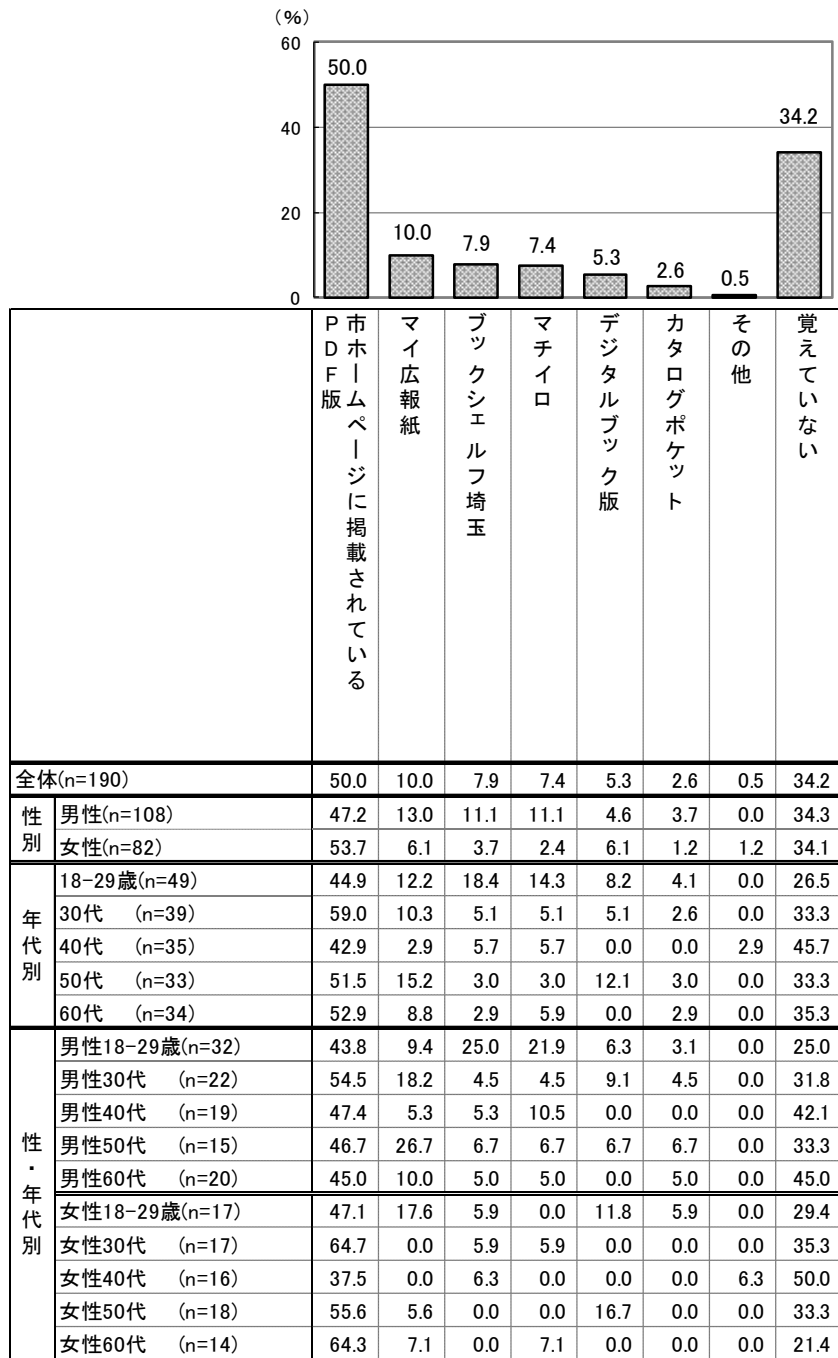 (%)
60
40
20
0
50.0
10.0
7.9
7.4
5.3
2.6
0.5
34.2
市ホームページに掲載されている
PDF版
マイ広報紙
ブックシェルフ埼玉
マチイロ
デジタルブック版
カタログポケット
その他
覚えていない
全体(n=190) 50.0 10.0 7.9 7.4 5.3 2.6 0.5 34.2
性別
男性(n=108) 47.2 13.0 11.1 11.1 4.6 3.7 0.0 34.3
女性(n=82) 53.7 6.1 3.7 2.4 6.1 1.2 1.2 34.1
年代別
18-29歳(n=49) 44.9 12.2 18.4 14.3 8.2 4.1 0.0 26.5
30代 (n=39) 59.0 10.3 5.1 5.1 5.1 2.6 0.0 33.3
40代 (n=35) 42.9 2.9 5.7 5.7 0.0 0.0 2.9 45.7
50代 (n=33) 51.5 15.2 3.0 3.0 12.1 3.0 0.0 33.3
60代 (n=34) 52.9 8.8 2.9 5.9 0.0 2.9 0.0 35.3
性・年代別
男性18-29歳(n=32) 43.8 9.4 25.0 21.9 6.3 3.1 0.0 25.0
男性30代 (n=22) 54.5 18.2 4.5 4.5 9.1 4.5 0.0 31.8
男性40代 (n=19) 47.4 5.3 5.3 10.5 0.0 0.0 0.0 42.1
男性50代 (n=15) 46.7 26.7 6.7 6.7 6.7 6.7 0.0 33.3
男性60代 (n=20) 45.0 10.0 5.0 5.0 0.0 5.0 0.0 45.0
女性18-29歳(n=17) 47.1 17.6 5.9 0.0 11.8 5.9 0.0 29.4
女性30代 (n=17) 64.7 0.0 5.9 5.9 0.0 0.0 0.0 35.3
女性40代 (n=16) 37.5 0.0 6.3 0.0 0.0 0.0 6.3 50.0
女性50代 (n=18) 55.6 5.6 0.0 0.0 16.7 0.0 0.0 33.3
女性60代 (n=14) 64.3 7.1 0.0 7.1 0.0 0.0 0.0 21.4